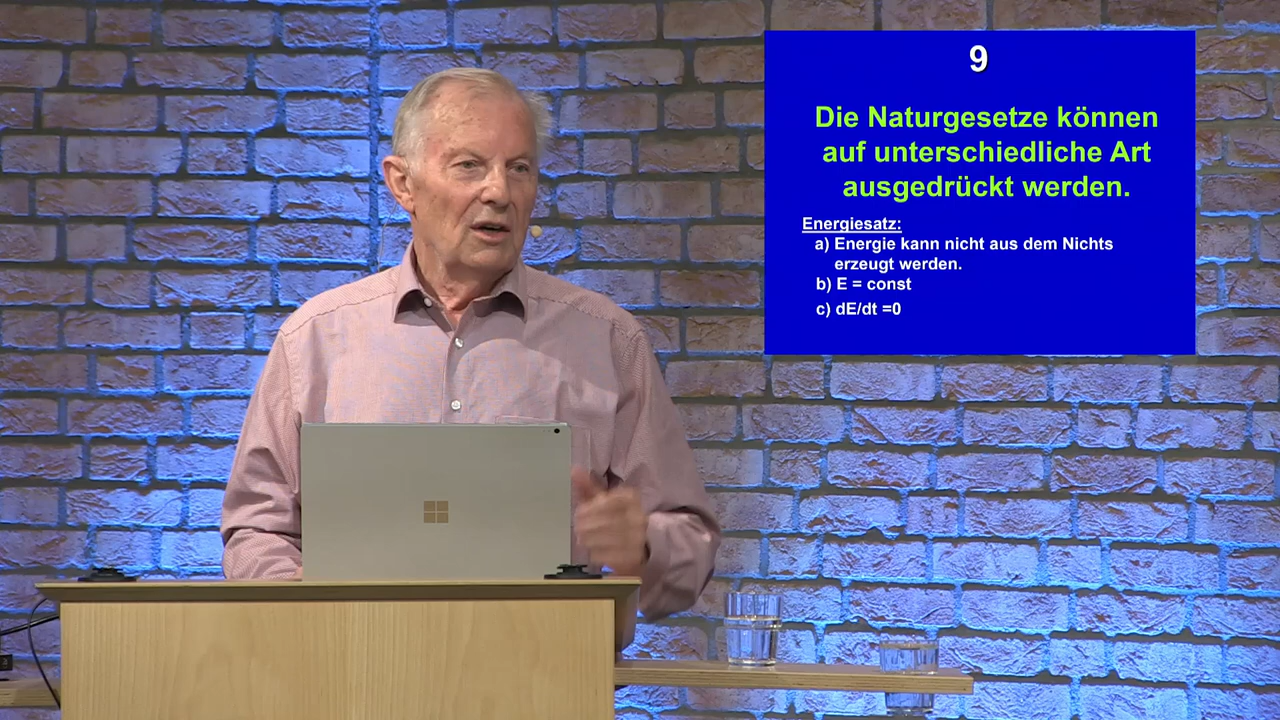 9
Die Naturgesetze können
auf unterschiedliche Art
ausgedrückt werden.
Energiesatz:
a) Energie kann nicht aus dem Nichts
erzeugt werden.
b) E = const
c) dE/dt =0